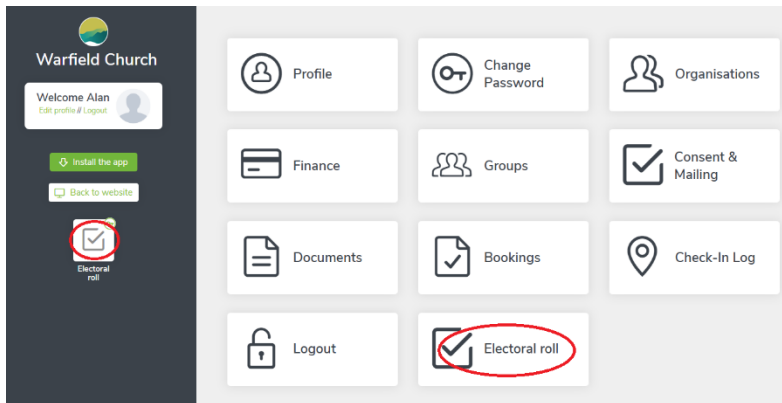 Warfield Church
Welcome Alan
Edit profile // Logout
Install the app
Back to website
Electoral
roll
Profile
Change
Password
Organisations
Finance
Groups
Consent &
Mailing
Documents
Bookings
Check-In Log
Logout
Electoral roll